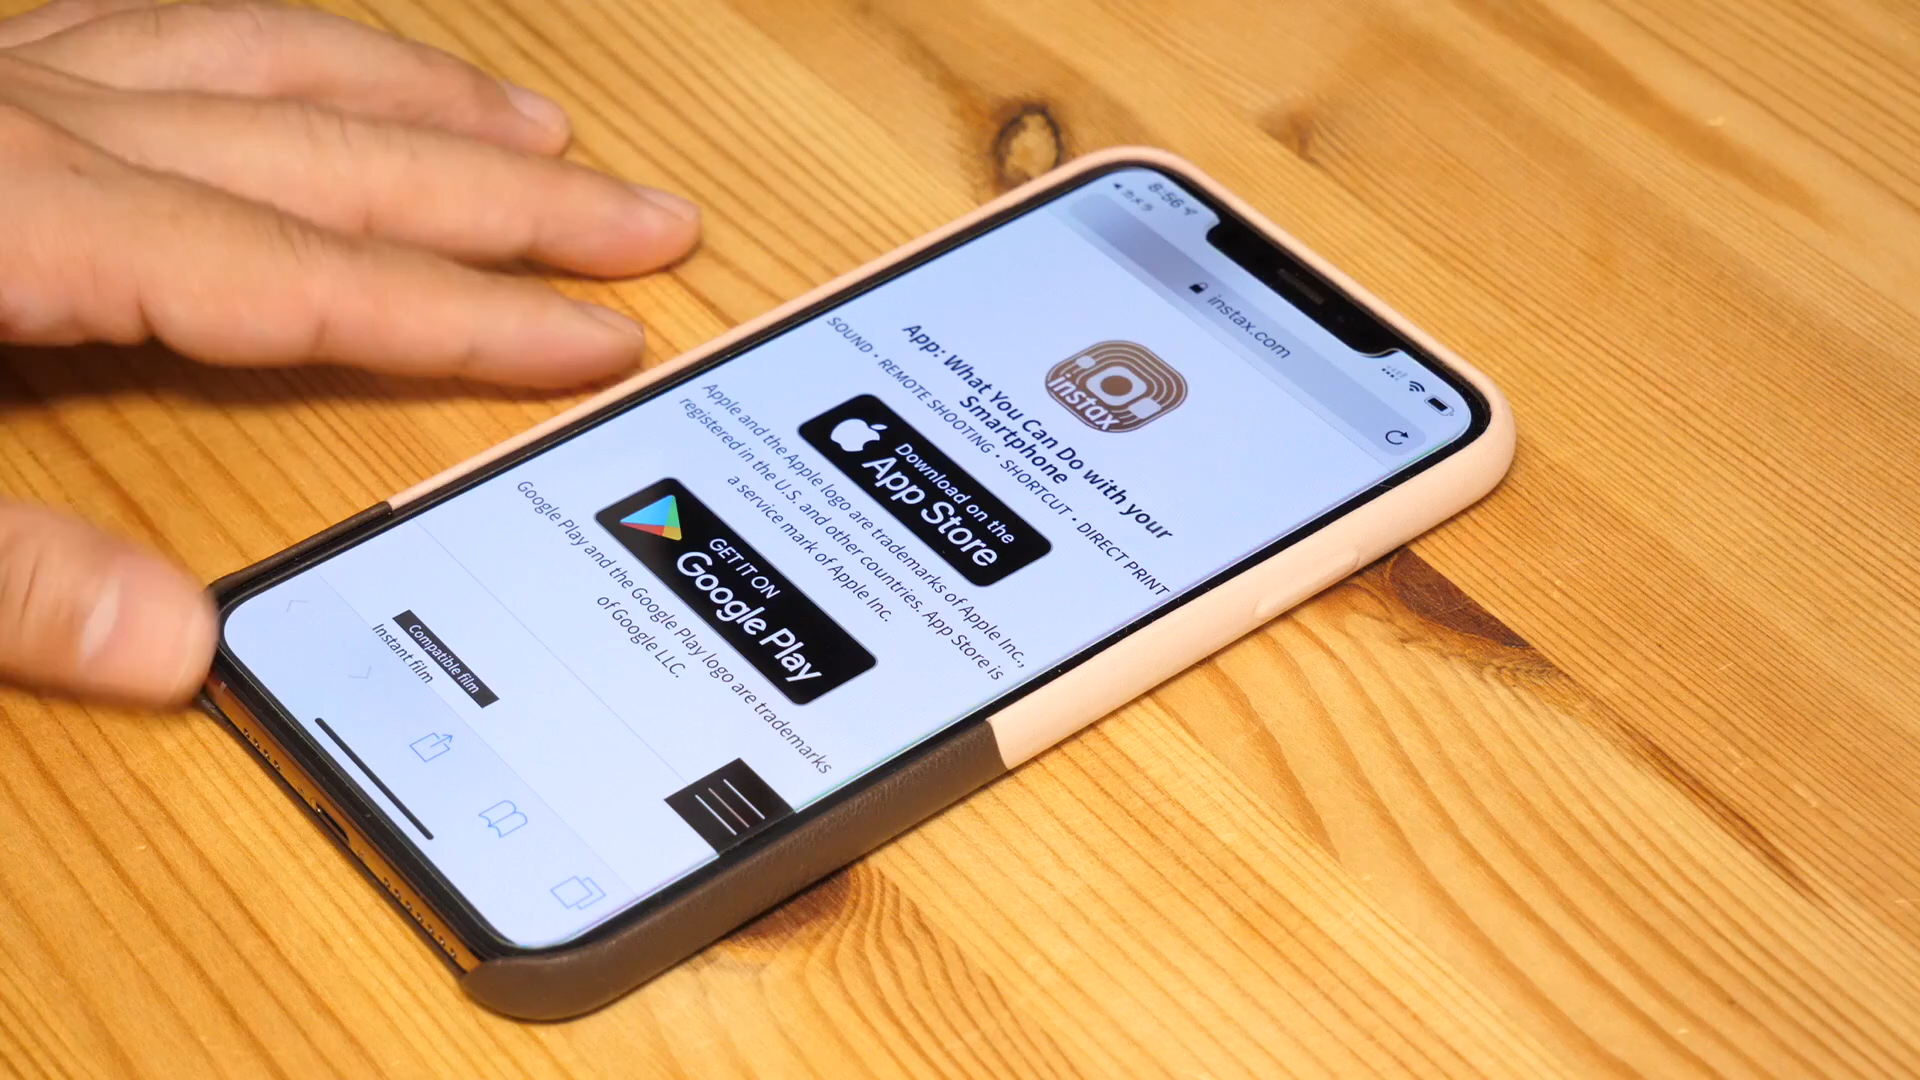 8:56
◀カメラ
instax.com
instax
App: What You Can Do with your
Smartphone
SOUND・REMOTE SHOOTING・SHORTCUT・DIRECT PRINT
Download on the
App Store
Apple and the Apple logo are trademarks of Apple Inc.,
registered in the U.S. and other countries. App Store is
a service mark of Apple Inc.
GET IT ON
Google Play
Google Play and the Google Play logo are trademarks
of Google LLC.
Compatible film
Instant film